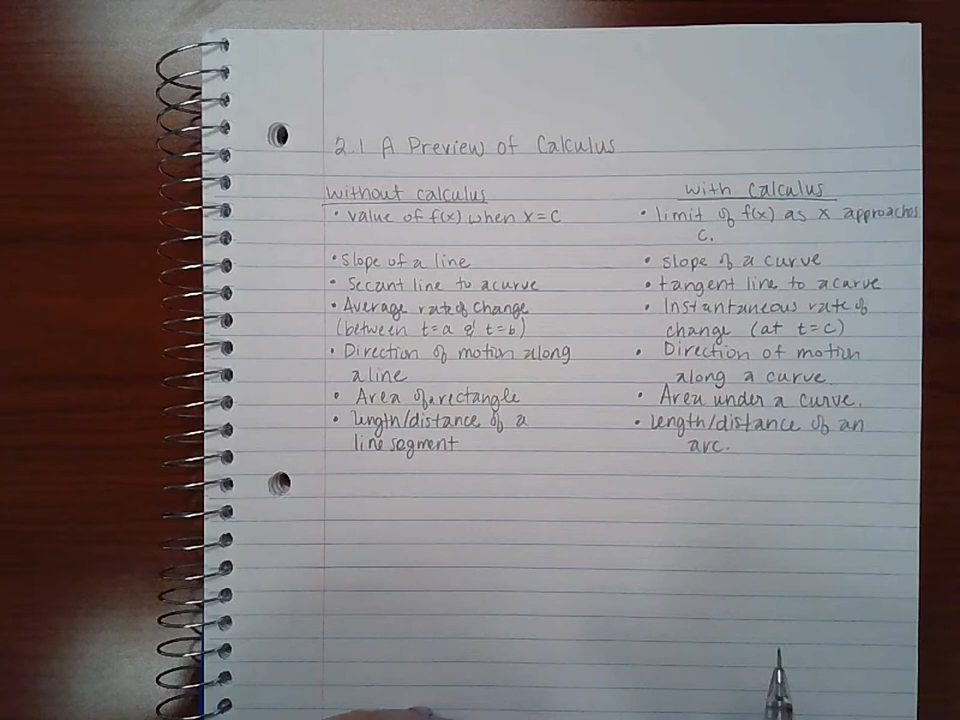 2.1 A Preview of Calculus
without calculus
• value of f(x) when x=c
• Slope of a line
• Secant line to a curve
• Average rate of change
(between t=a & t=b)
• Direction of motion along
a line
• Area of a rectangle
• length/distance of a
line segment
with Calculus
• limit of f(x) as x approaches
c.
• slope of a curve
• tangent line to a curve
• Instantaneous rate of
change (at t=c)
• Direction of motion
along a curve
• Area under a curve.
• length/distance of an
arc.